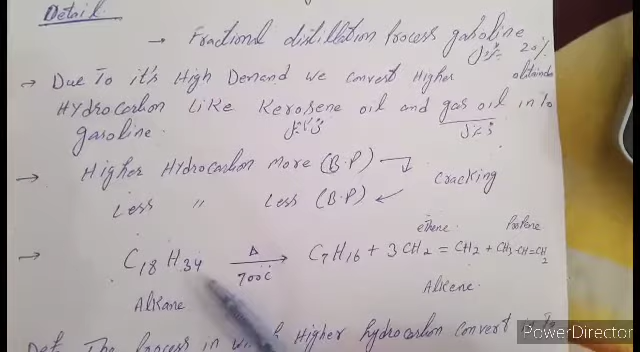 Detail
→ Fractional distillation Process gasoline 20%
→ Due To it's High Demand we convert Higher obtained
Hydrocarbon Like Kerosene oil and gas oil into
gasoline.
→ Higher Hydrocarbon more (B.P)
Less " Less (B.P) Cracking
ethene Propene
→ C18 H34 Δ 700c C7 H16 + 3 CH2 = CH2 + CH3-CH=CH2
Alkane Alkene
Def: The Process in which Higher hydrocarbon convert
PowerDirector